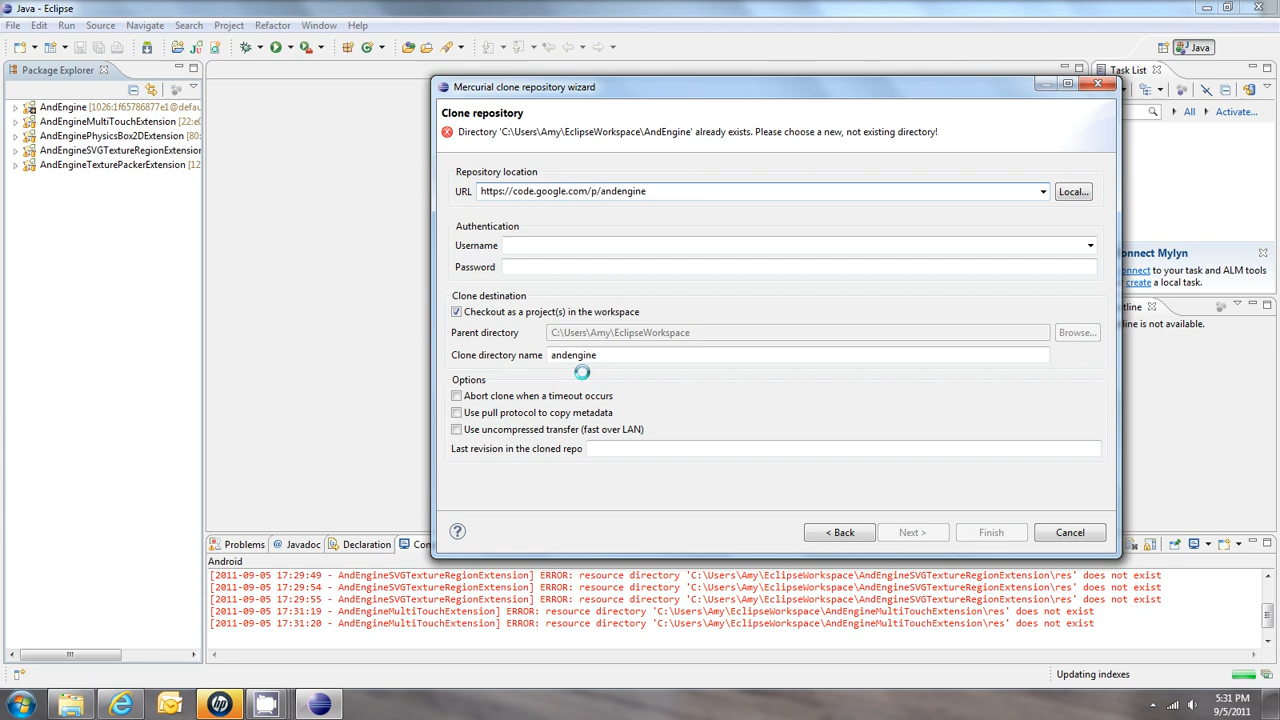 Java - Eclipse
File Edit Run Source Navigate Search Project Refactor Window Help
Java
Package Explorer
AndEngine [1026:1f65786877e1@defau
AndEngineMultiTouchExtension [22:e
AndEnginePhysicsBox2DExtension [80:
AndEngineSVGTextureRegionExtension
AndEngineTexturePackerExtension [12
Mercurial clone repository wizard
Clone repository
Directory 'C:\Users\Amy\EclipseWorkspace\AndEngine' already exists. Please choose a new, not existing directory!
Repository location
URL https://code.google.com/p/andengine Local...
Authentication
Username
Password
Clone destination
Checkout as a project(s) in the workspace
Parent directory C:\Users\Amy\EclipseWorkspace Browse...
Clone directory name andengine
Options
Abort clone when a timeout occurs
Use pull protocol to copy metadata
Use uncompressed transfer (fast over LAN)
Last revision in the cloned repo
< Back Next > Finish Cancel
Task List
All Activate...
onnect Mylyn
onnect to your task and ALM tools
create a local task.
tline
line is not available.
Problems Javadoc Declaration Con
Android
[2011-09-05 17:29:49 - AndEngineSVGTextureRegionExtension] ERROR: resource directory 'C:\Users\Amy\EclipseWorkspace\AndEngineSVGTextureRegionExtension\res' does not exist
[2011-09-05 17:29:54 - AndEngineSVGTextureRegionExtension] ERROR: resource directory 'C:\Users\Amy\EclipseWorkspace\AndEngineSVGTextureRegionExtension\res' does not exist
[2011-09-05 17:29:55 - AndEngineSVGTextureRegionExtension] ERROR: resource directory 'C:\Users\Amy\EclipseWorkspace\AndEngineSVGTextureRegionExtension\res' does not exist
[2011-09-05 17:31:19 - AndEngineMultiTouchExtension] ERROR: resource directory 'C:\Users\Amy\EclipseWorkspace\AndEngineMultiTouchExtension\res' does not exist
[2011-09-05 17:31:20 - AndEngineMultiTouchExtension] ERROR: resource directory 'C:\Users\Amy\EclipseWorkspace\AndEngineMultiTouchExtension\res' does not exist
Updating indexes
hp
5:31 PM
9/5/2011